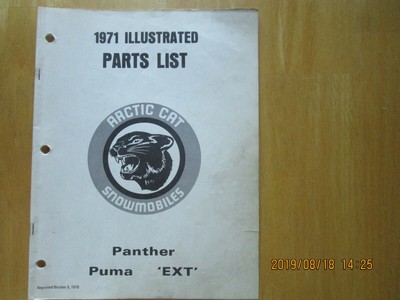 1971 ILLUSTRATED
PARTS LIST
ARCTIC CAT
SNOWMOBILES
Panther
Puma 'EXT'
2019/08/18 14:25